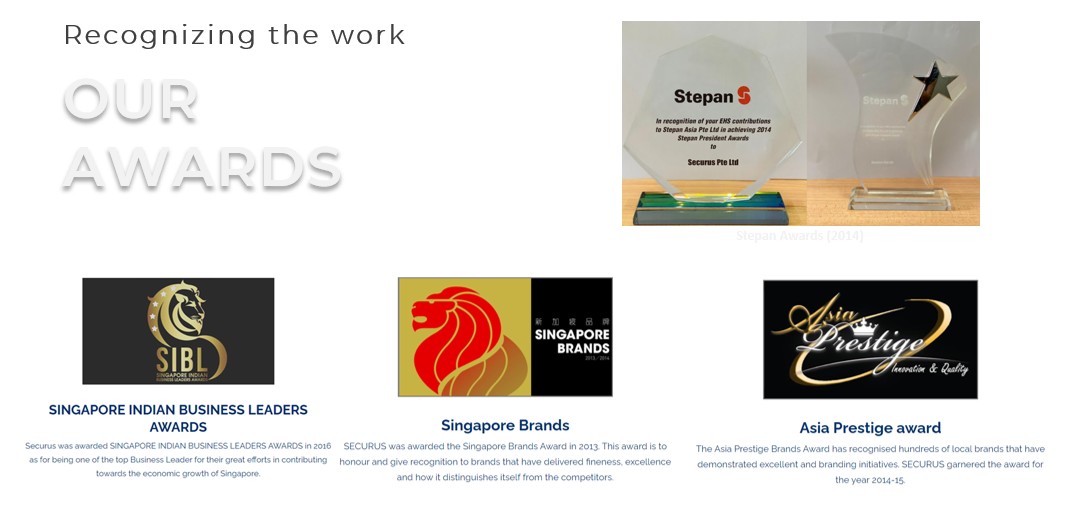 Recognizing the work
OUR
AWARDS
Stepan S
In recognition of your EHS contributions
to Stepan Asia Pte Ltd in achieving 2014
Stepan President Awards
to
Securus Pte Ltd
Stepan S
Stepan Awards (2014)
SIBL
SINGAPORE INDIAN
BUSINESS LEADERS AWARDS
SINGAPORE INDIAN BUSINESS LEADERS
AWARDS
Securus was awarded SINGAPORE INDIAN BUSINESS LEADERS AWARDS in 2016
as for being one of the top Business Leader for their great efforts in contributing
towards the economic growth of Singapore.
新加坡品牌
SINGAPORE
BRANDS
Singapore Brands
SECURUS was awarded the Singapore Brands Award in 2013. This award is to
honour and give recognition to brands that have delivered fineness, excellence
and how it distinguishes itself from the competitors.
Asia
Prestige
Innovation & Quality
Asia Prestige award
The Asia Prestige Brands Award has recognised hundreds of local brands that have
demonstrated excellent and branding initiatives. SECURUS garnered the award for
the year 2014-15.